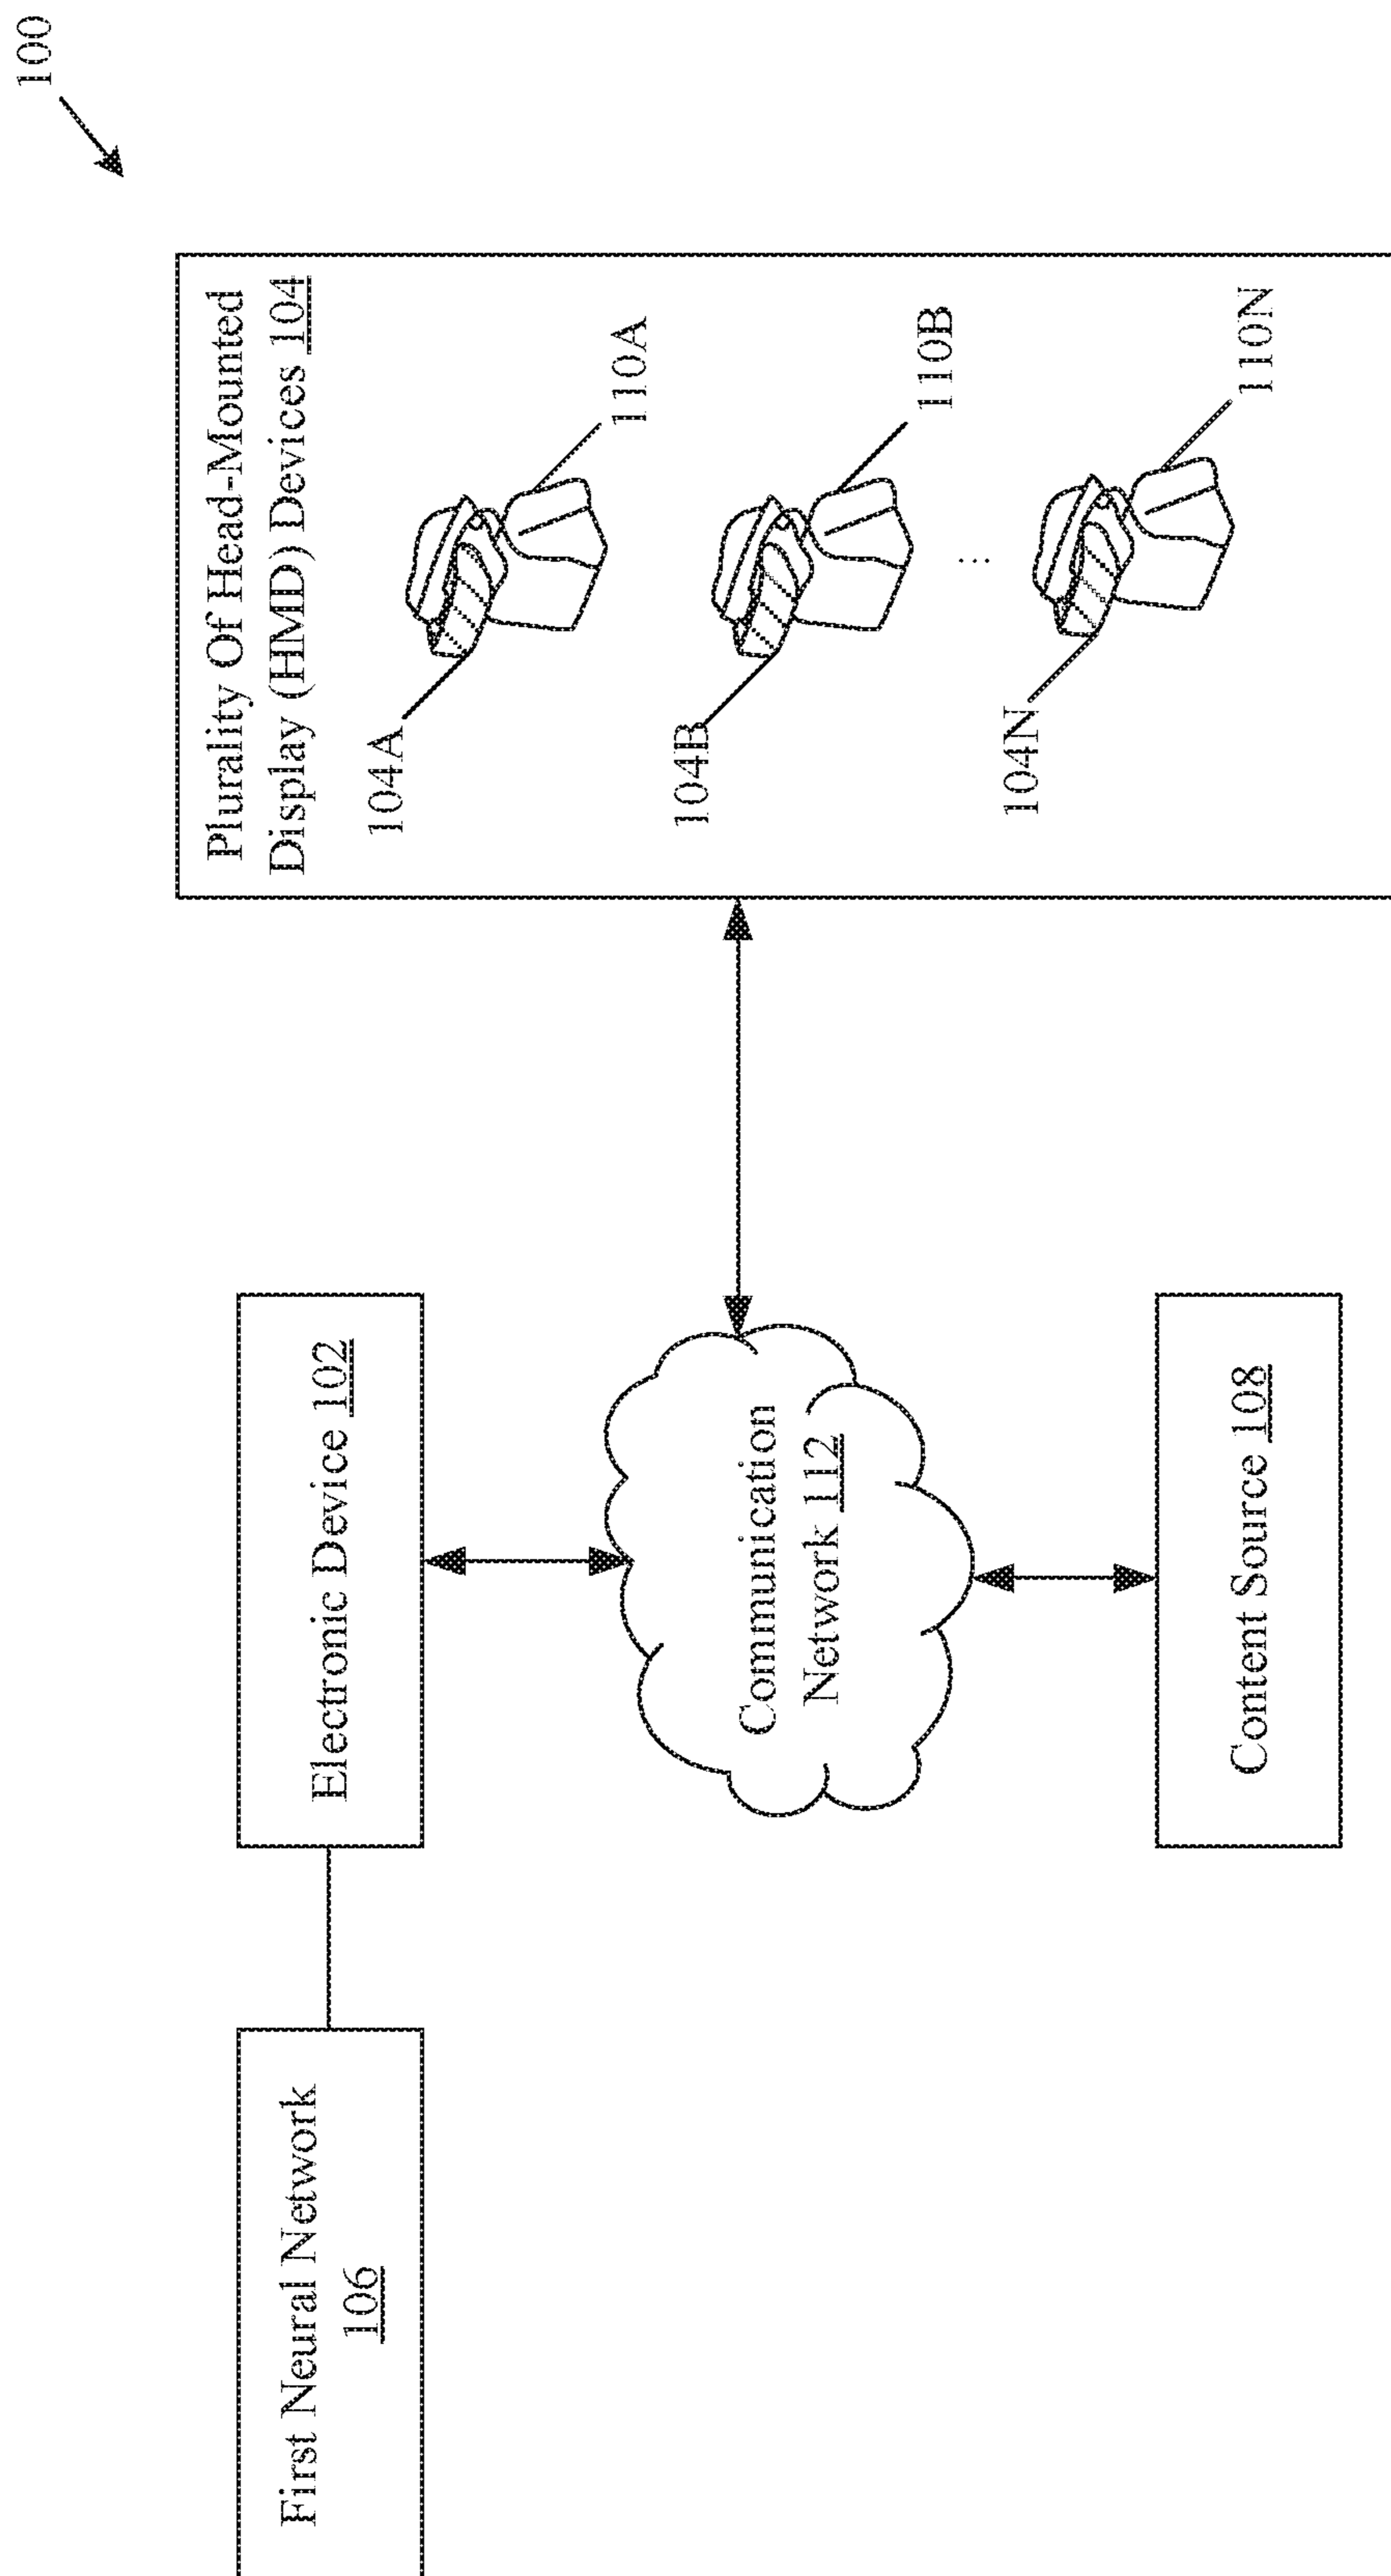 100
First Neural Network
106
Electronic Device 102
Communication
Network 112
Content Source 108
Plurality Of Head-Mounted
Display (HMD) Devices 104
104A
110A
104B
110B
...
104N
110N